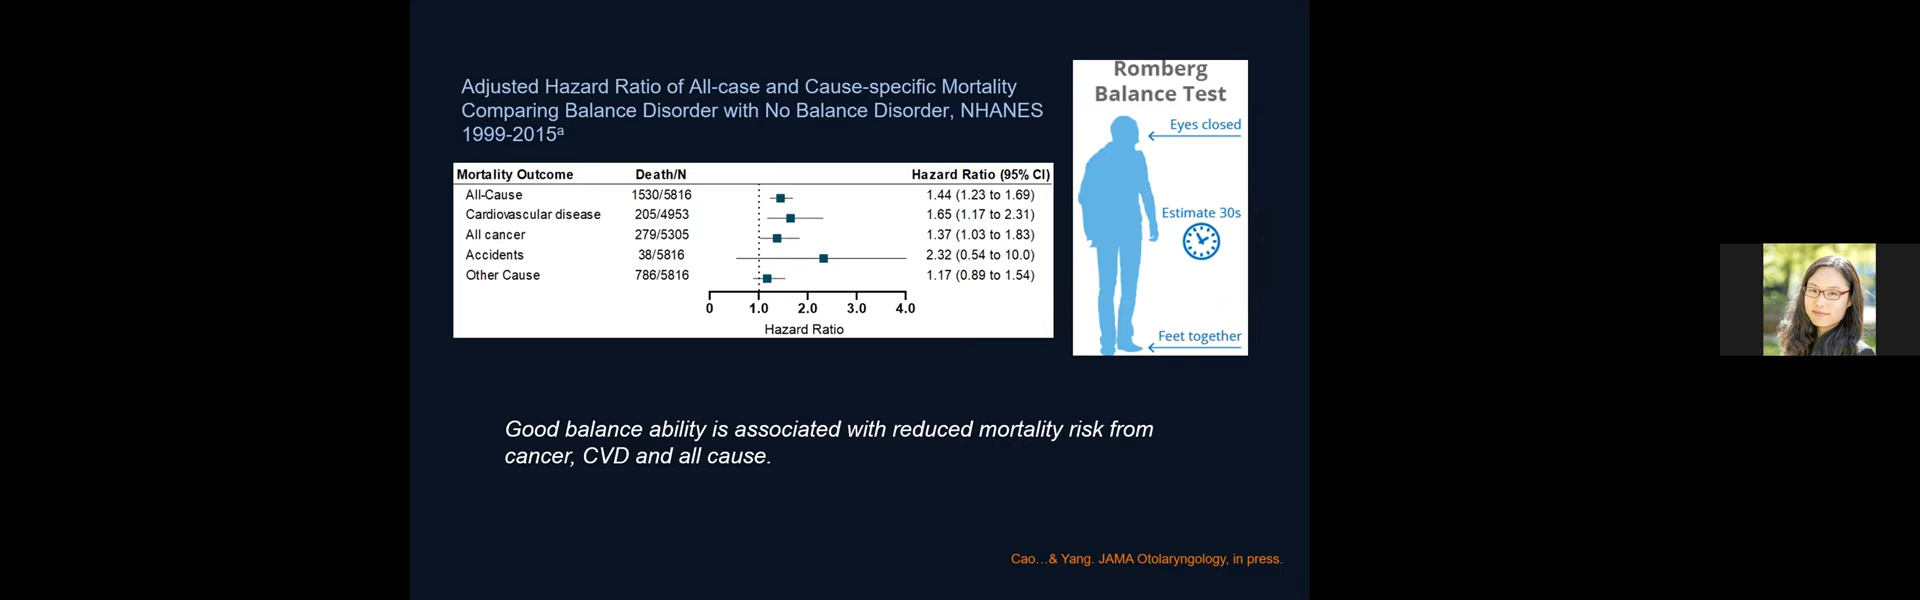 Adjusted Hazard Ratio of All-case and Cause-specific Mortality
Comparing Balance Disorder with No Balance Disorder, NHANES
1999-2015ª
Mortality Outcome Death/N Hazard Ratio (95% CI)
All-Cause 1530/5816 1.44 (1.23 to 1.69)
Cardiovascular disease 205/4953 1.65 (1.17 to 2.31)
All cancer 279/5305 1.37 (1.03 to 1.83)
Accidents 38/5816 2.32 (0.54 to 10.0)
Other Cause 786/5816 1.17 (0.89 to 1.54)
0 1.0 2.0 3.0 4.0
Hazard Ratio
Romberg
Balance Test
Eyes closed
Estimate 30s
Feet together
Good balance ability is associated with reduced mortality risk from
cancer, CVD and all cause.
Cao...& Yang. JAMA Otolaryngology, in press.